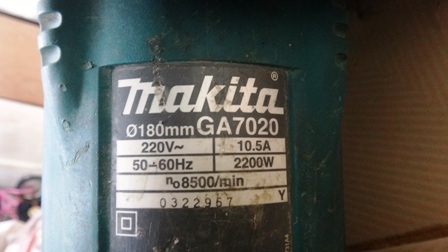 makita®
Ø180mm GA7020
220V~ 10.5A
50-60Hz 2200W
n₀8500/min
0322967 Y